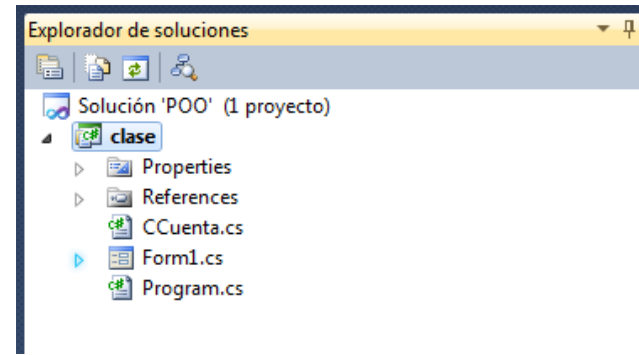 Explorador de soluciones
Solución 'POO' (1 proyecto)
clase
Properties
References
CCuenta.cs
Form1.cs
Program.cs